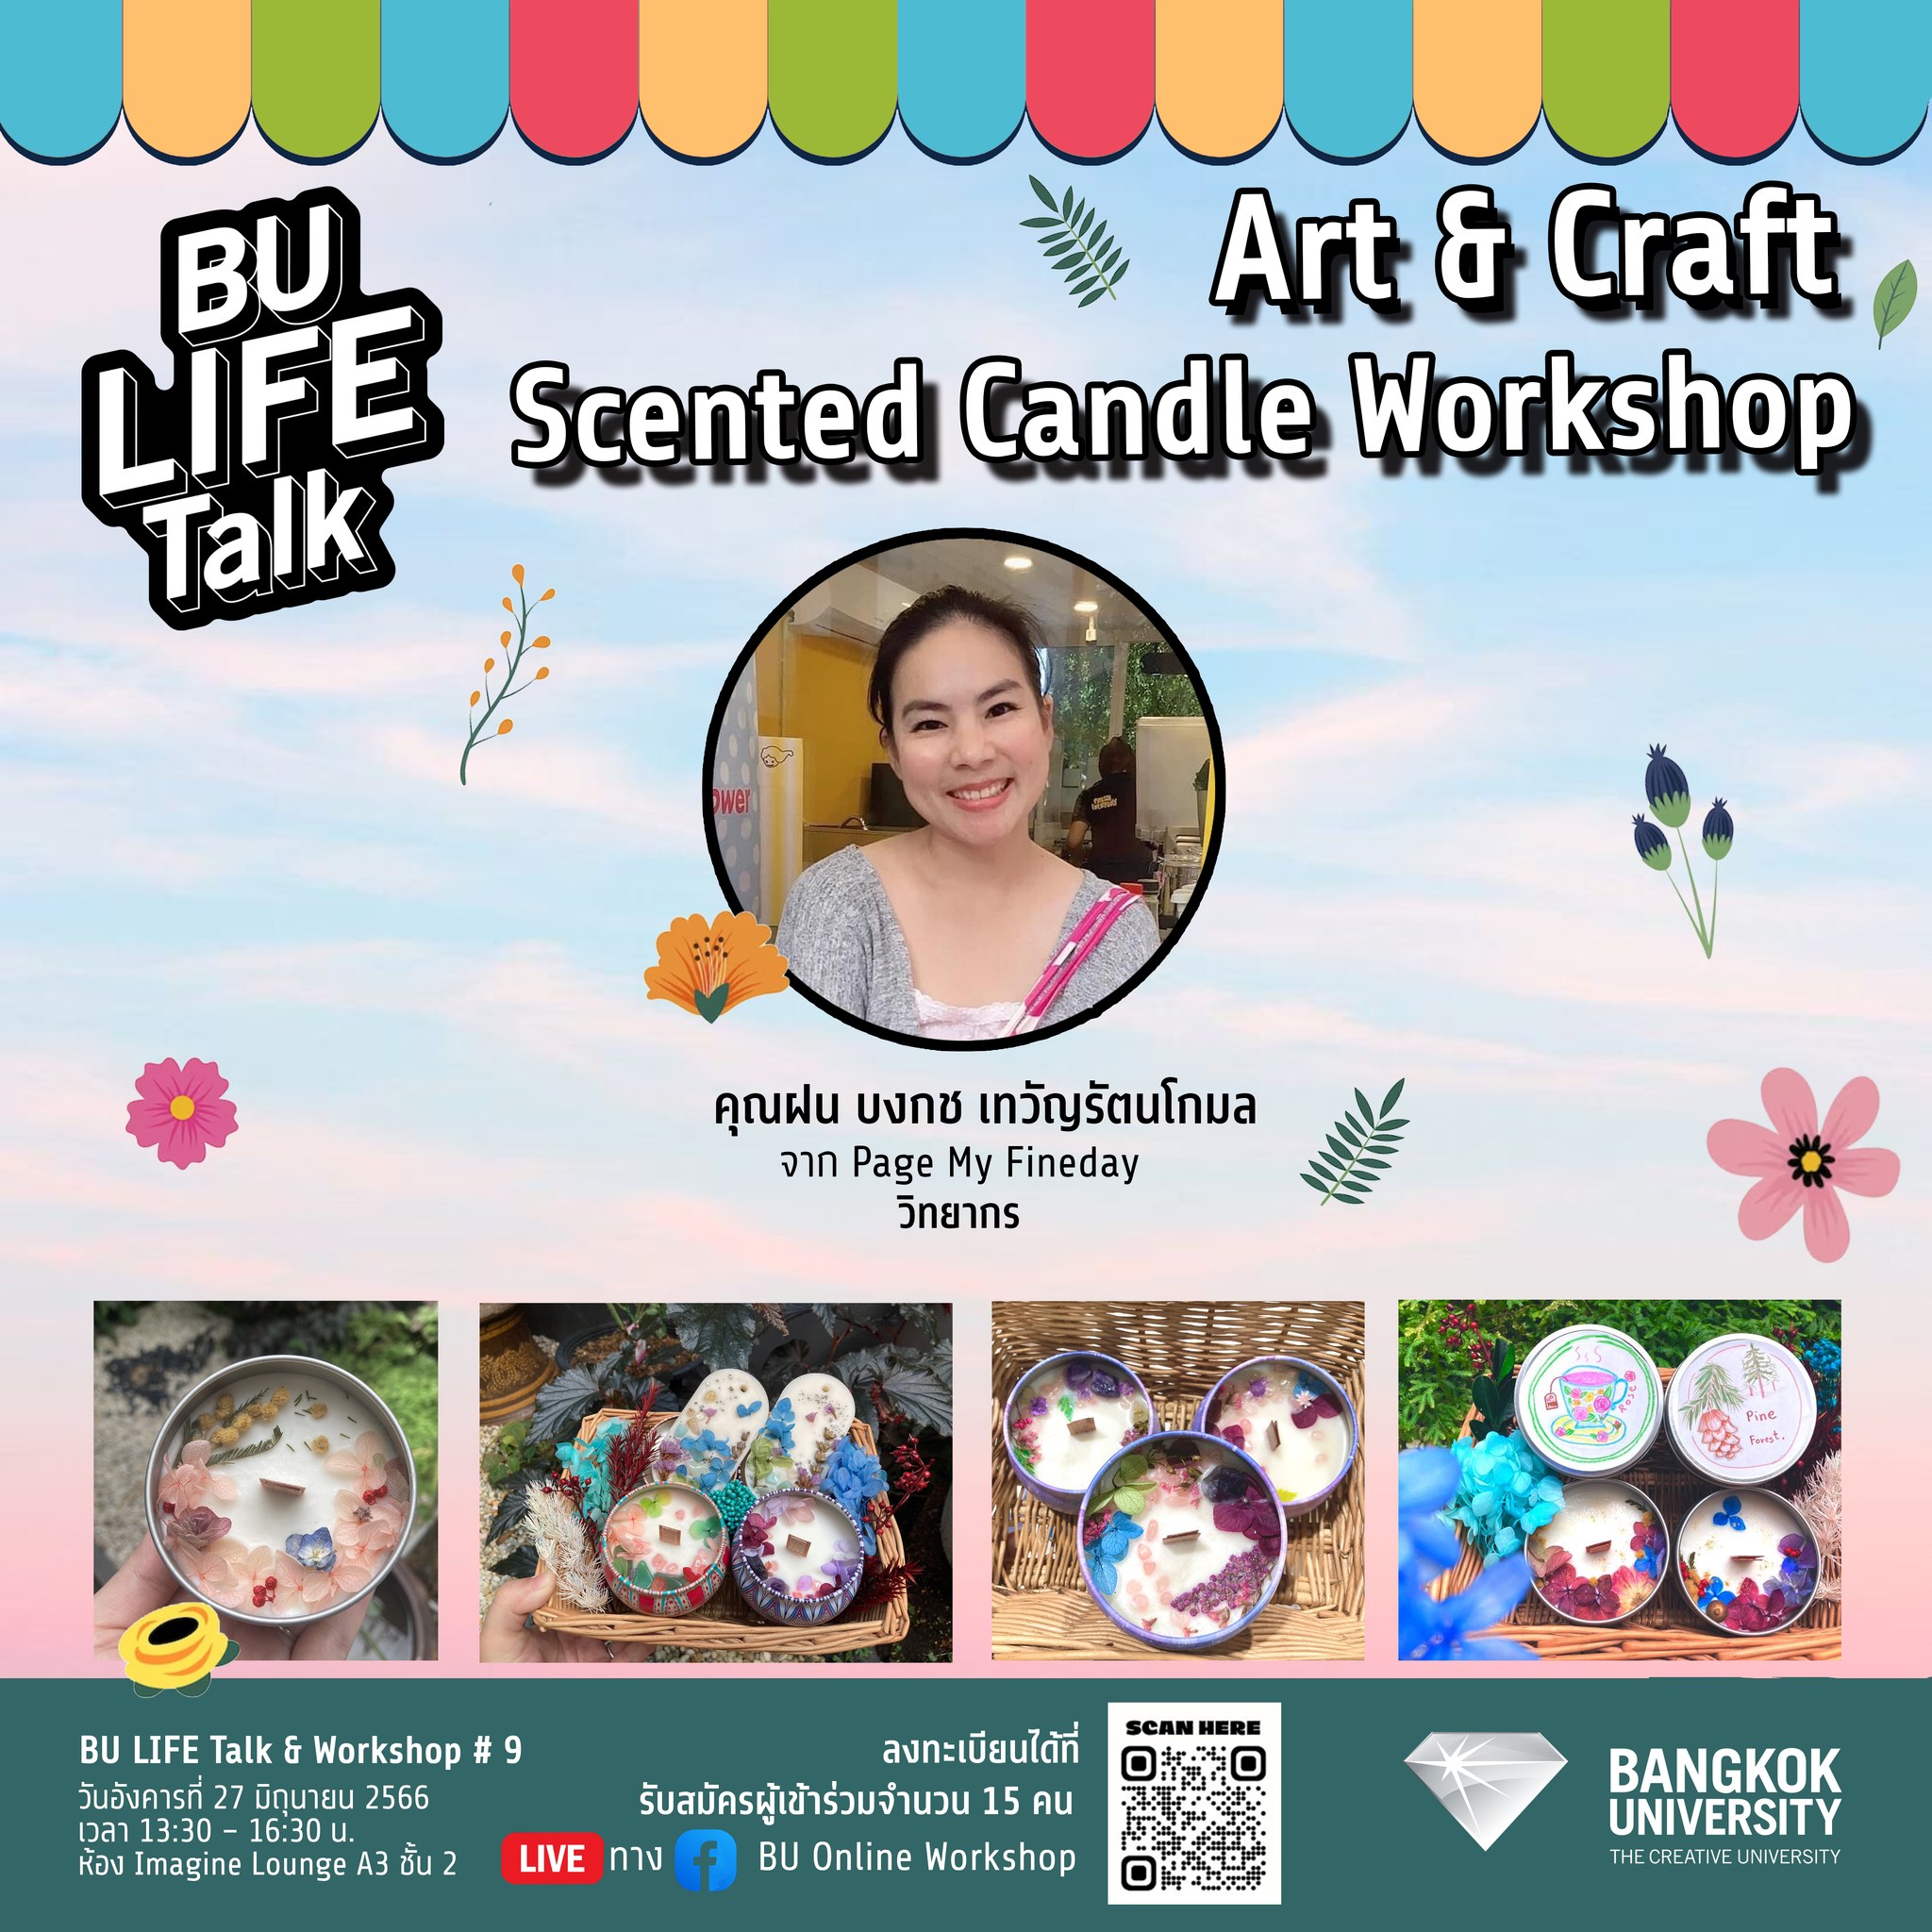 BU
LIFE
Talk
Art & Craft
Scented Candle Workshop
ower
คุณฝน บงกช เทวัญรัตนโกมล
จาก Page My Fineday
วิทยากร
Rose
Pine
Forest.
BU LIFE Talk & Workshop # 9
วันอังคารที่ 27 มิถุนายน 2566
เวลา 13:30 – 16:30 น.
ห้อง Imagine Lounge A3 ชั้น 2
ลงทะเบียนได้ที่
รับสมัครผู้เข้าร่วมจำนวน 15 คน
LIVE ทาง f BU Online Workshop
SCAN HERE
BANGKOK
UNIVERSITY
THE CREATIVE UNIVERSITY